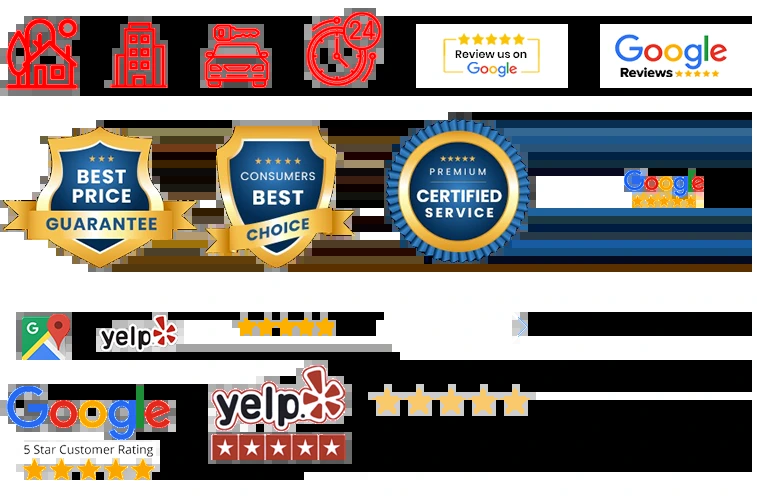 24
Review us on
Google
Google
Reviews
BEST
PRICE
GUARANTEE
CONSUMERS
BEST
CHOICE
PREMIUM
CERTIFIED
SERVICE
Google
G
yelp
Google
5 Star Customer Rating
yelp